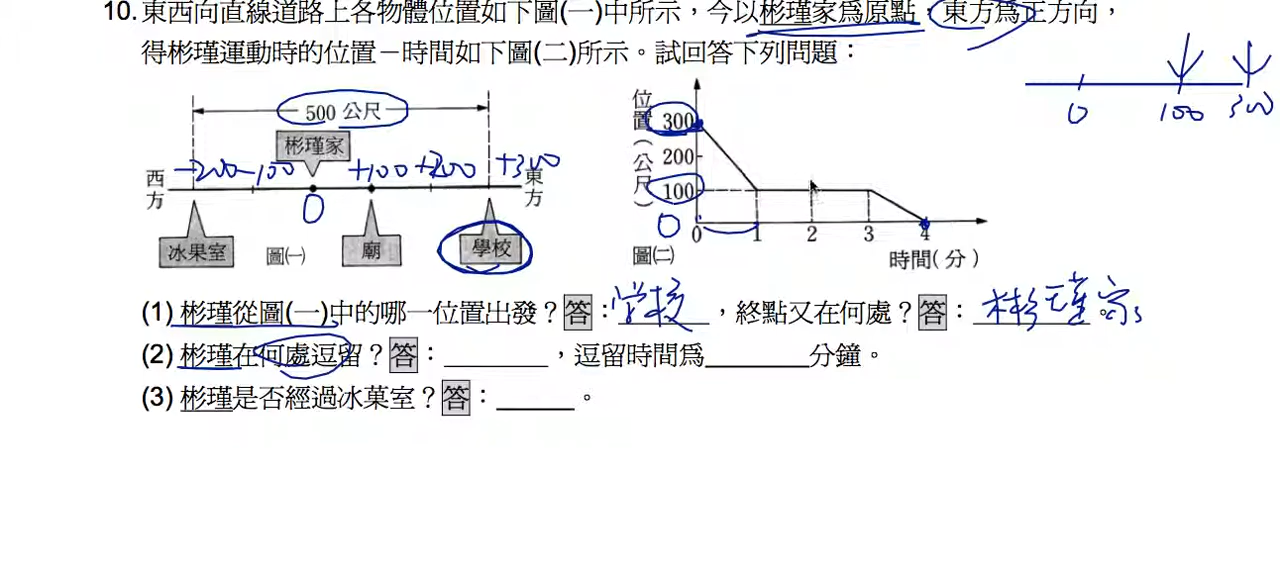 10. 東西向直線道路上各物體位置如下圖(一)中所示，今以彬瑾家爲原點，東方爲正方向，
得彬瑾運動時的位置－時間如下圖(二)所示。試回答下列問題：
0 100 300
500 公尺
彬瑾家
-200 -100 +100 +200 +300
西方 東方
0
冰果室 圖(一) 廟 學校
位置(公尺)
300
200
100
0
0 1 2 3 4
圖(二) 時間(分)
(1) 彬瑾從圖(一)中的哪一位置出發？答：学校，終點又在何處？答：彬瑾家。
(2) 彬瑾在何處逗留？答：________，逗留時間爲________分鐘。
(3) 彬瑾是否經過冰菓室？答：______。